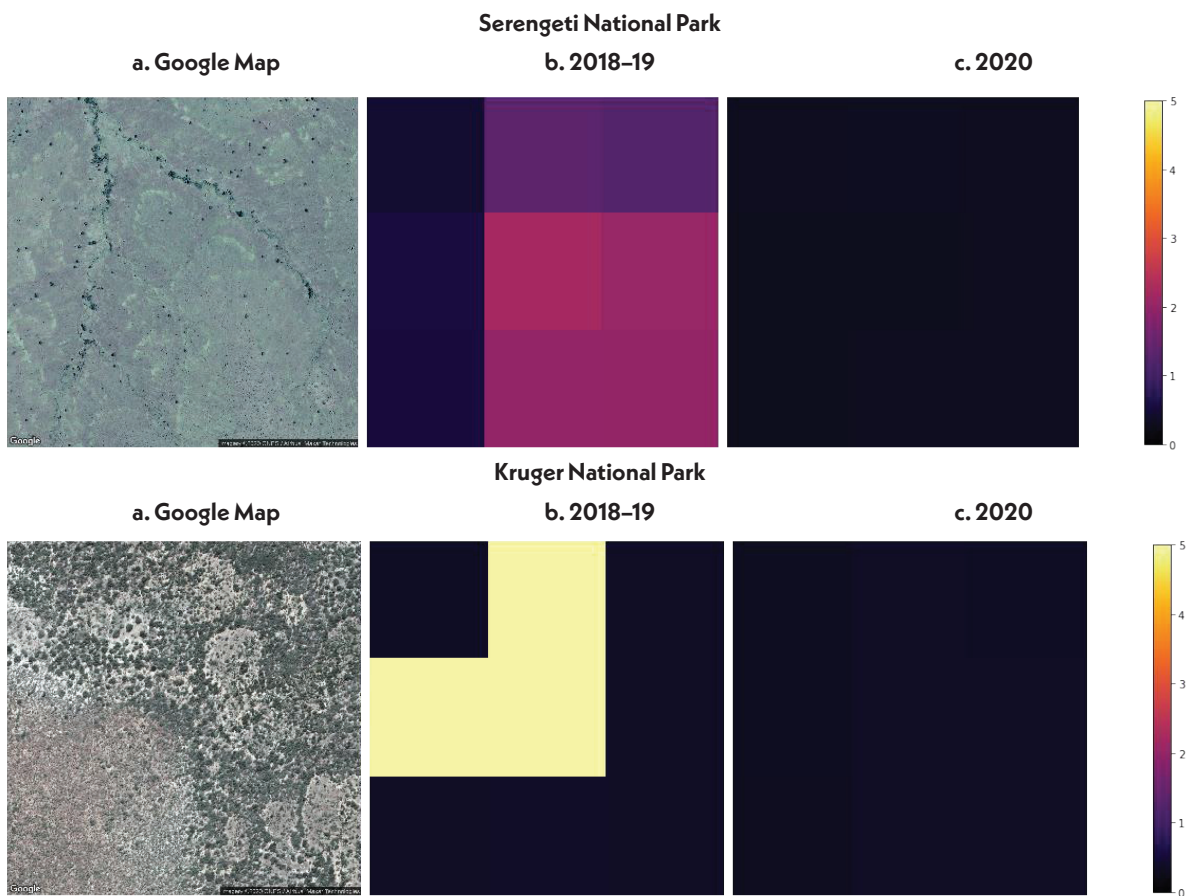 Serengeti National Park
a. Google Map
b. 2018–19
c. 2020
5
4
3
2
1
0
Google
Kruger National Park
a. Google Map
b. 2018–19
c. 2020
5
4
3
2
1
0
Google